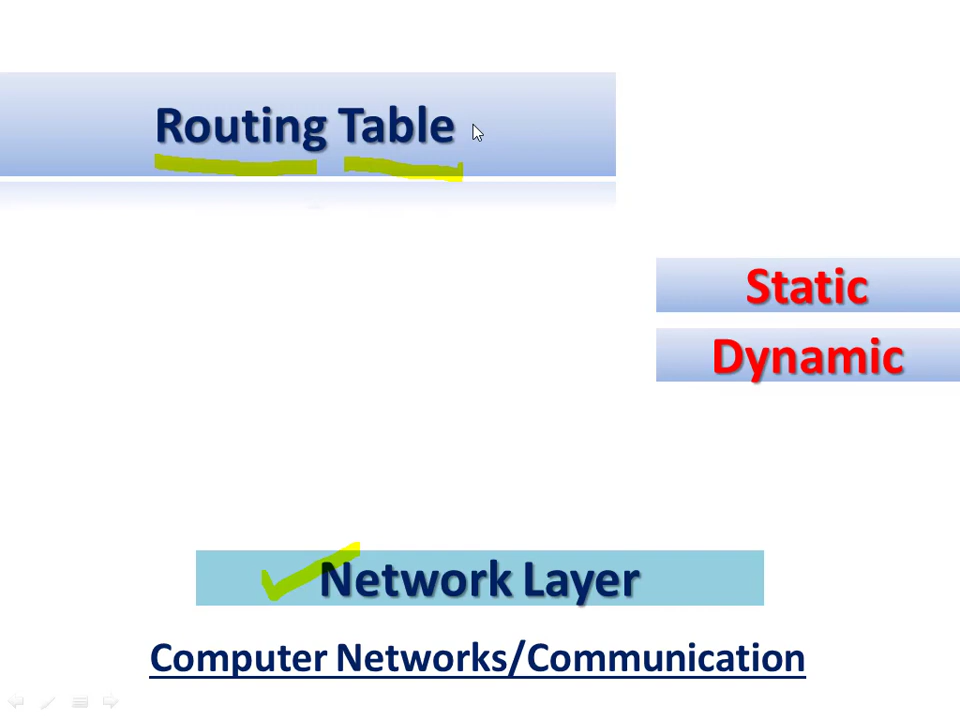 Routing Table
Static
Dynamic
Network Layer
Computer Networks/Communication